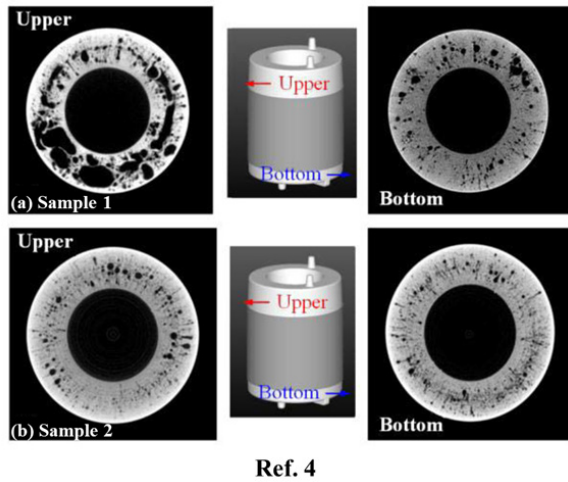 Upper
Upper
Bottom
(a) Sample 1
Bottom
Upper
Upper
Bottom
(b) Sample 2
Bottom
Ref. 4